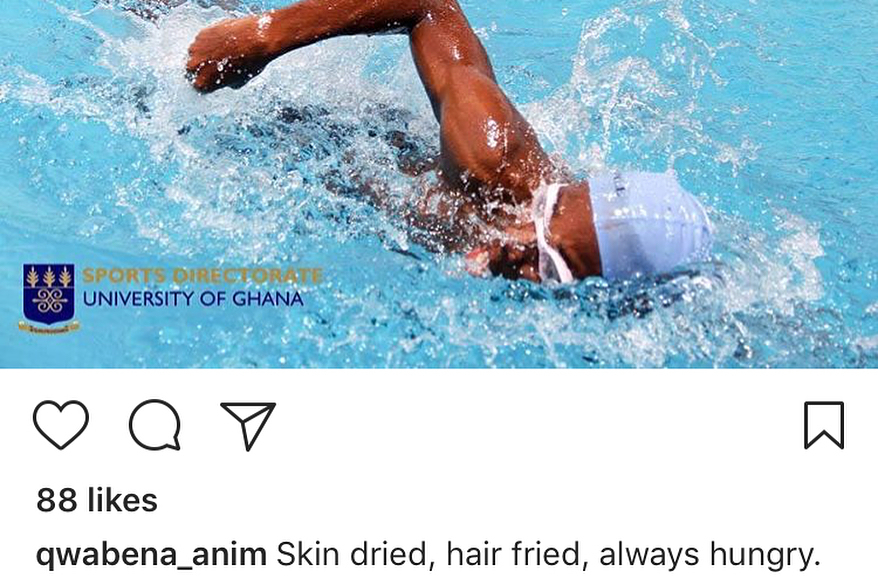 SPORTS DIRECTORATE
UNIVERSITY OF GHANA
88 likes
qwabena_anim Skin dried, hair fried, always hungry.